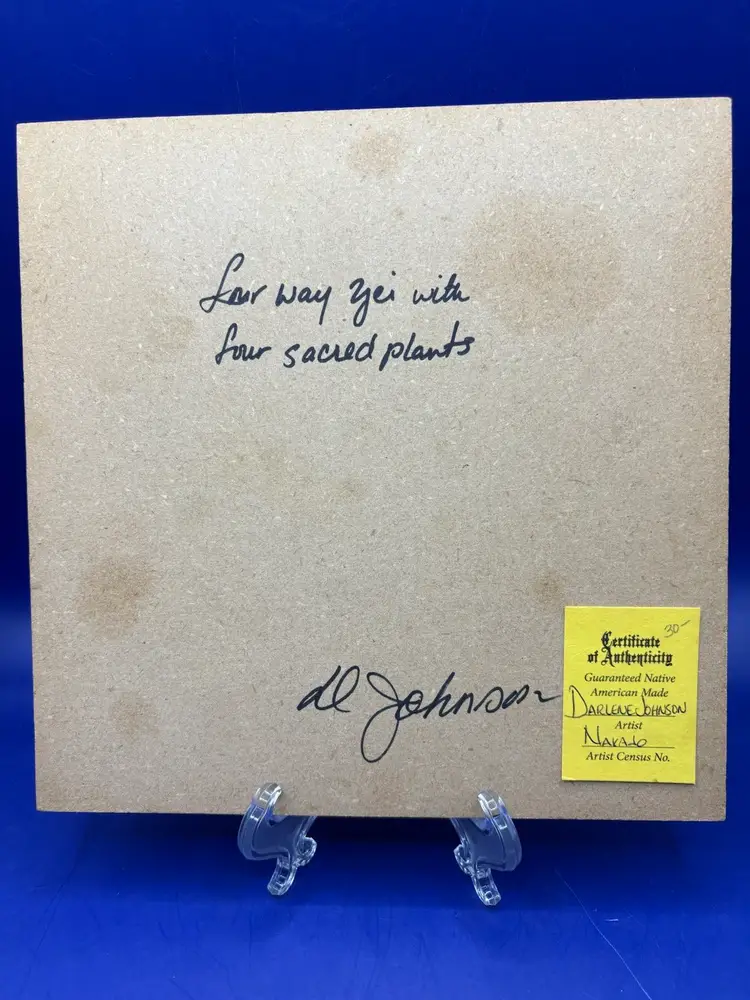 four way Yei with
four sacred plants
dl Johnson
30-
Certificate
of Authenticity
Guaranteed Native
American Made
DARLENE JOHNSON
Artist
NAVAJO
Artist Census No.